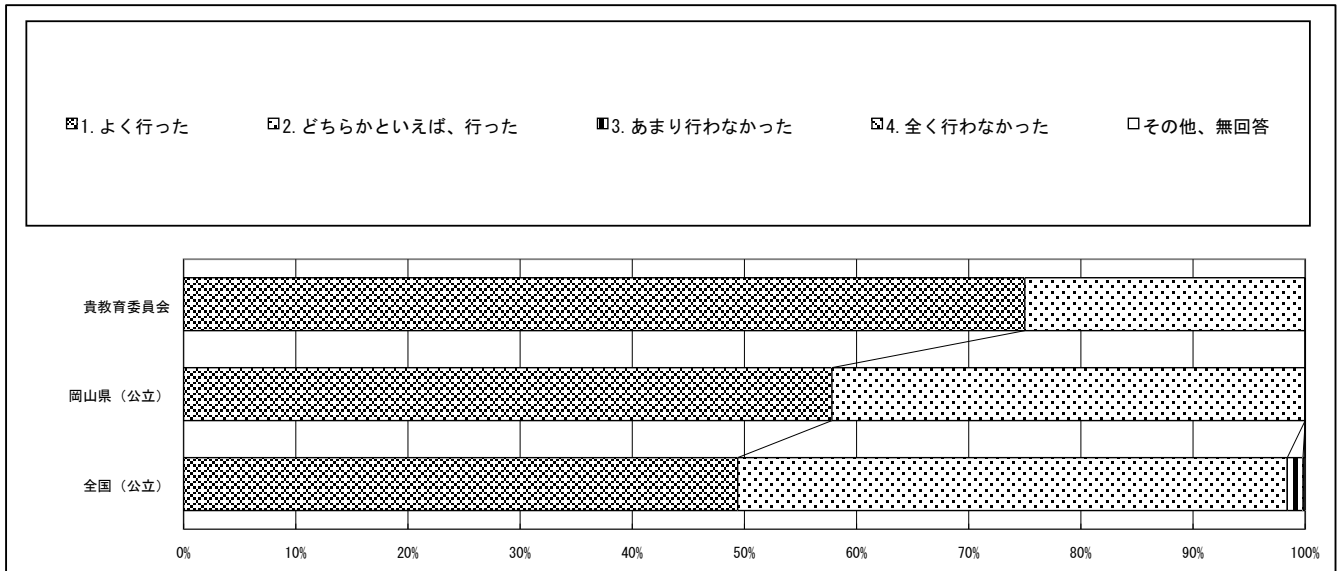 1. よく行った 2. どちらかといえば、行った 3. あまり行わなかった 4. 全く行わなかった その他、無回答
貴教育委員会
岡山県（公立）
全国（公立）
0% 10% 20% 30% 40% 50% 60% 70% 80% 90% 100%